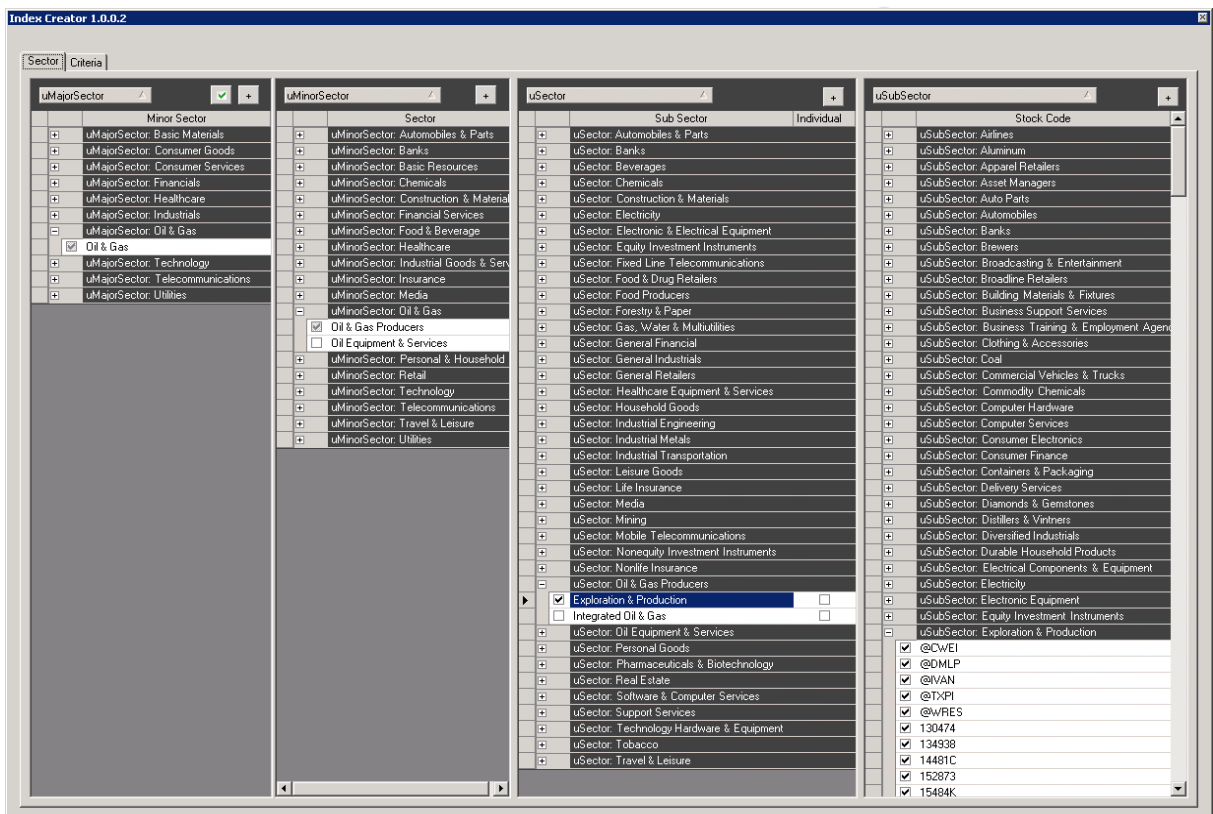 Index Creator 1.0.0.2
Sector
Criteria
uMajorSector
Minor Sector
uMajorSector: Basic Materials
uMajorSector: Consumer Goods
uMajorSector: Consumer Services
uMajorSector: Financials
uMajorSector: Healthcare
uMajorSector: Industrials
uMajorSector: Oil & Gas
Oil & Gas
uMajorSector: Technology
uMajorSector: Telecommunications
uMajorSector: Utilities
uMinorSector
Sector
uMinorSector: Automobiles & Parts
uMinorSector: Banks
uMinorSector: Basic Resources
uMinorSector: Chemicals
uMinorSector: Construction & Material
uMinorSector: Financial Services
uMinorSector: Food & Beverage
uMinorSector: Healthcare
uMinorSector: Industrial Goods & Serv
uMinorSector: Insurance
uMinorSector: Media
uMinorSector: Oil & Gas
Oil & Gas Producers
Oil Equipment & Services
uMinorSector: Personal & Household
uMinorSector: Retail
uMinorSector: Technology
uMinorSector: Telecommunications
uMinorSector: Travel & Leisure
uMinorSector: Utilities
uSector
Sub Sector Individual
uSector: Automobiles & Parts
uSector: Banks
uSector: Beverages
uSector: Chemicals
uSector: Construction & Materials
uSector: Electricity
uSector: Electronic & Electrical Equipment
uSector: Equity Investment Instruments
uSector: Fixed Line Telecommunications
uSector: Food & Drug Retailers
uSector: Food Producers
uSector: Forestry & Paper
uSector: Gas, Water & Multiutilities
uSector: General Financial
uSector: General Industrials
uSector: General Retailers
uSector: Healthcare Equipment & Services
uSector: Household Goods
uSector: Industrial Engineering
uSector: Industrial Metals
uSector: Industrial Transportation
uSector: Leisure Goods
uSector: Life Insurance
uSector: Media
uSector: Mining
uSector: Mobile Telecommunications
uSector: Nonequity Investment Instruments
uSector: Nonlife Insurance
uSector: Oil & Gas Producers
Exploration & Production
Integrated Oil & Gas
uSector: Oil Equipment & Services
uSector: Personal Goods
uSector: Pharmaceuticals & Biotechnology
uSector: Real Estate
uSector: Software & Computer Services
uSector: Support Services
uSector: Technology Hardware & Equipment
uSector: Tobacco
uSector: Travel & Leisure
uSubSector
Stock Code
uSubSector: Airlines
uSubSector: Aluminum
uSubSector: Apparel Retailers
uSubSector: Asset Managers
uSubSector: Auto Parts
uSubSector: Automobiles
uSubSector: Banks
uSubSector: Brewers
uSubSector: Broadcasting & Entertainment
uSubSector: Broadline Retailers
uSubSector: Building Materials & Fixtures
uSubSector: Business Support Services
uSubSector: Business Training & Employment Agend
uSubSector: Clothing & Accessories
uSubSector: Coal
uSubSector: Commercial Vehicles & Trucks
uSubSector: Commodity Chemicals
uSubSector: Computer Hardware
uSubSector: Computer Services
uSubSector: Consumer Electronics
uSubSector: Consumer Finance
uSubSector: Containers & Packaging
uSubSector: Delivery Services
uSubSector: Diamonds & Gemstones
uSubSector: Distillers & Vintners
uSubSector: Diversified Industrials
uSubSector: Durable Household Products
uSubSector: Electrical Components & Equipment
uSubSector: Electricity
uSubSector: Electronic Equipment
uSubSector: Equity Investment Instruments
uSubSector: Exploration & Production
@CWEI
@DMLP
@IVAN
@TXPI
@WRES
130474
134938
14481C
152873
15484K